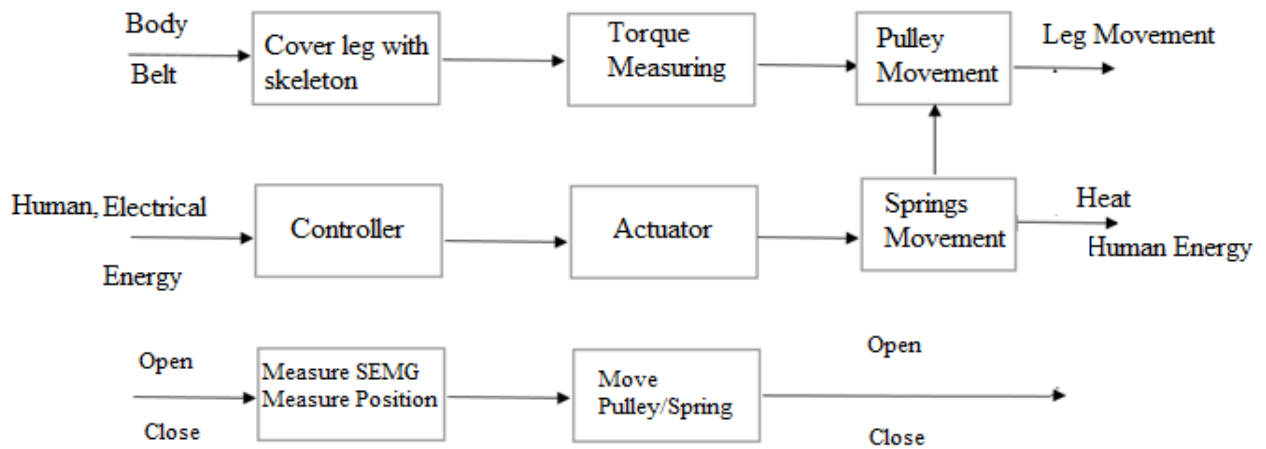 Body
Belt
Cover leg with
skeleton
Torque
Measuring
Pulley
Movement
Leg Movement
Human, Electrical
Energy
Controller
Actuator
Springs
Movement
Heat
Human Energy
Open
Close
Measure SEMG
Measure Position
Move
Pulley/Spring
Open
Close